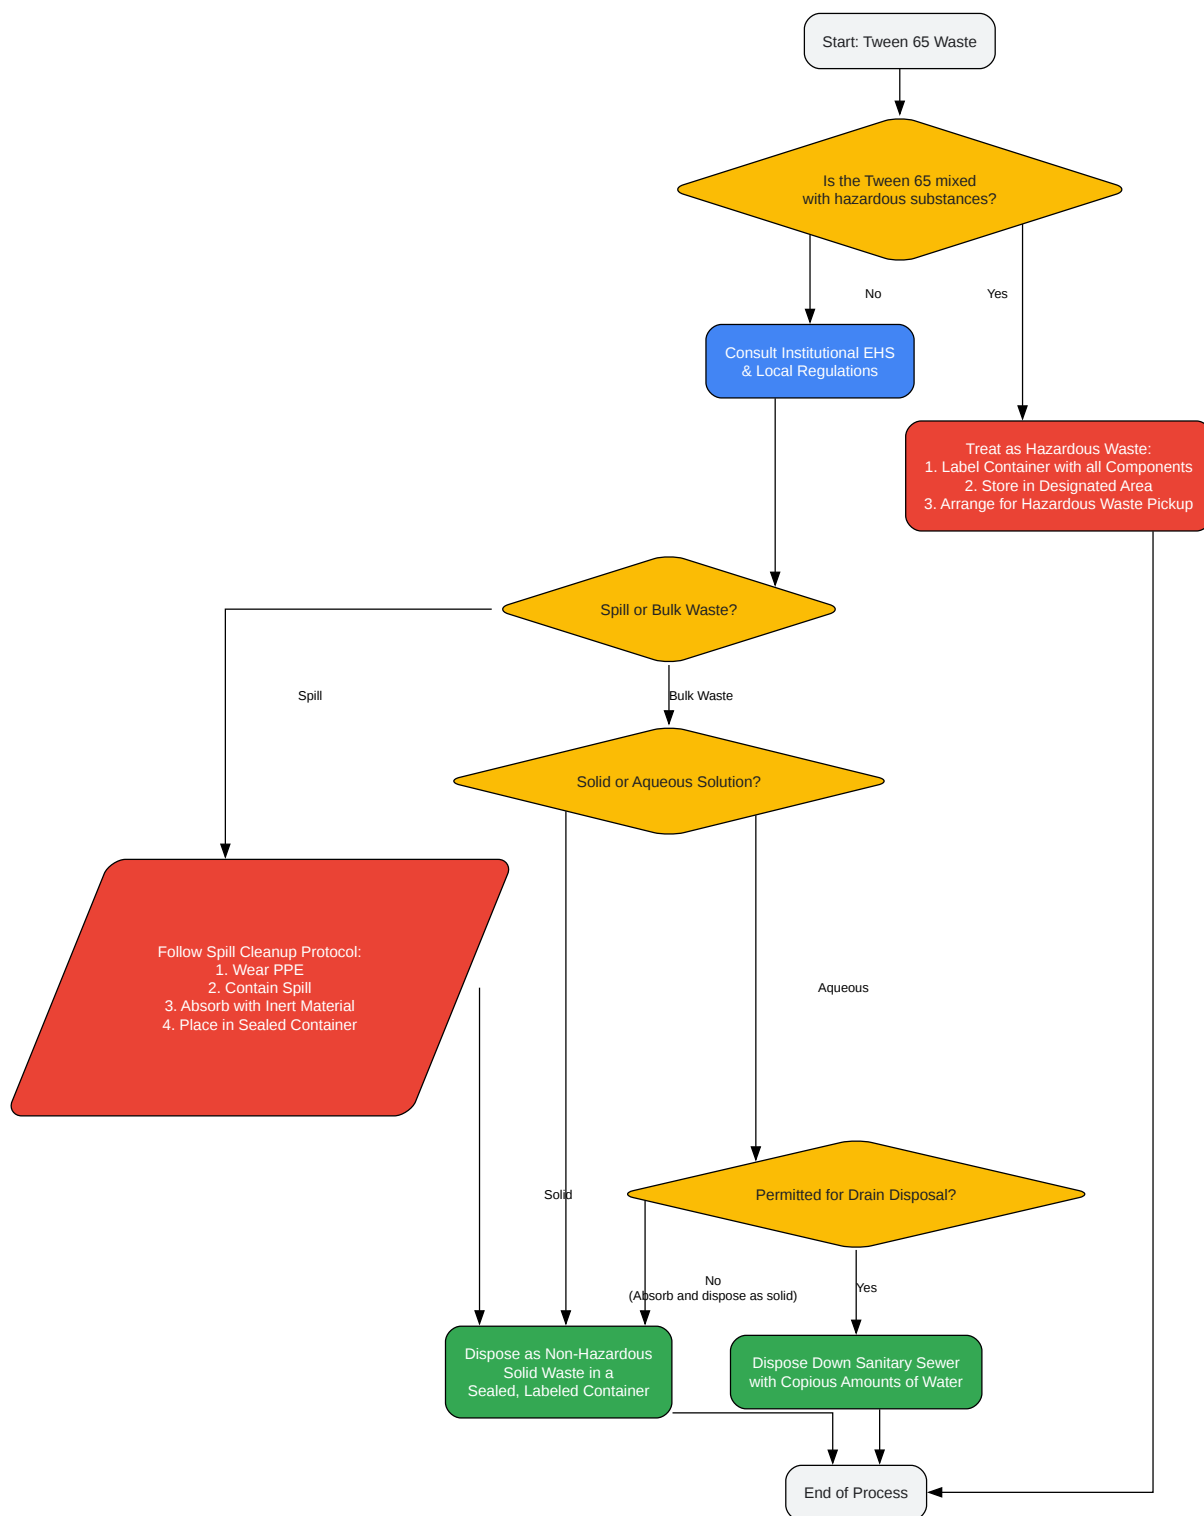 Start: Tween 65 Waste
Is the Tween 65 mixed
with hazardous substances?
No
Yes
Consult Institutional EHS
& Local Regulations
Treat as Hazardous Waste:
1. Label Container with all Components
2. Store in Designated Area
3. Arrange for Hazardous Waste Pickup
Spill or Bulk Waste?
Spill
Bulk Waste
Solid or Aqueous Solution?
Follow Spill Cleanup Protocol:
1. Wear PPE
2. Contain Spill
3. Absorb with Inert Material
4. Place in Sealed Container
Aqueous
Solid
Permitted for Drain Disposal?
No
(Absorb and dispose as solid)
Yes
Dispose as Non-Hazardous
Solid Waste in a
Sealed, Labeled Container
Dispose Down Sanitary Sewer
with Copious Amounts of Water
End of Process